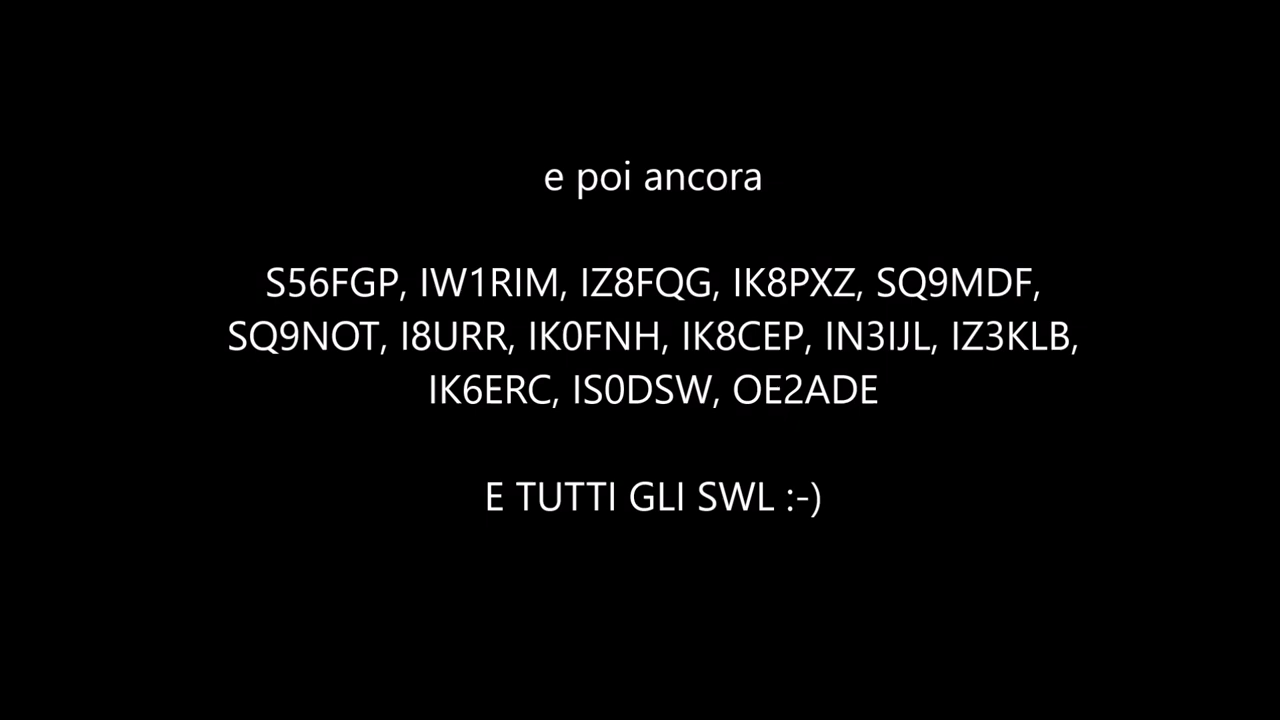 e poi ancora
S56FGP, IW1RIM, IZ8FQG, IK8PXZ, SQ9MDF,
SQ9NOT, I8URR, IK0FNH, IK8CEP, IN3IJL, IZ3KLB,
IK6ERC, IS0DSW, OE2ADE
E TUTTI GLI SWL :-)